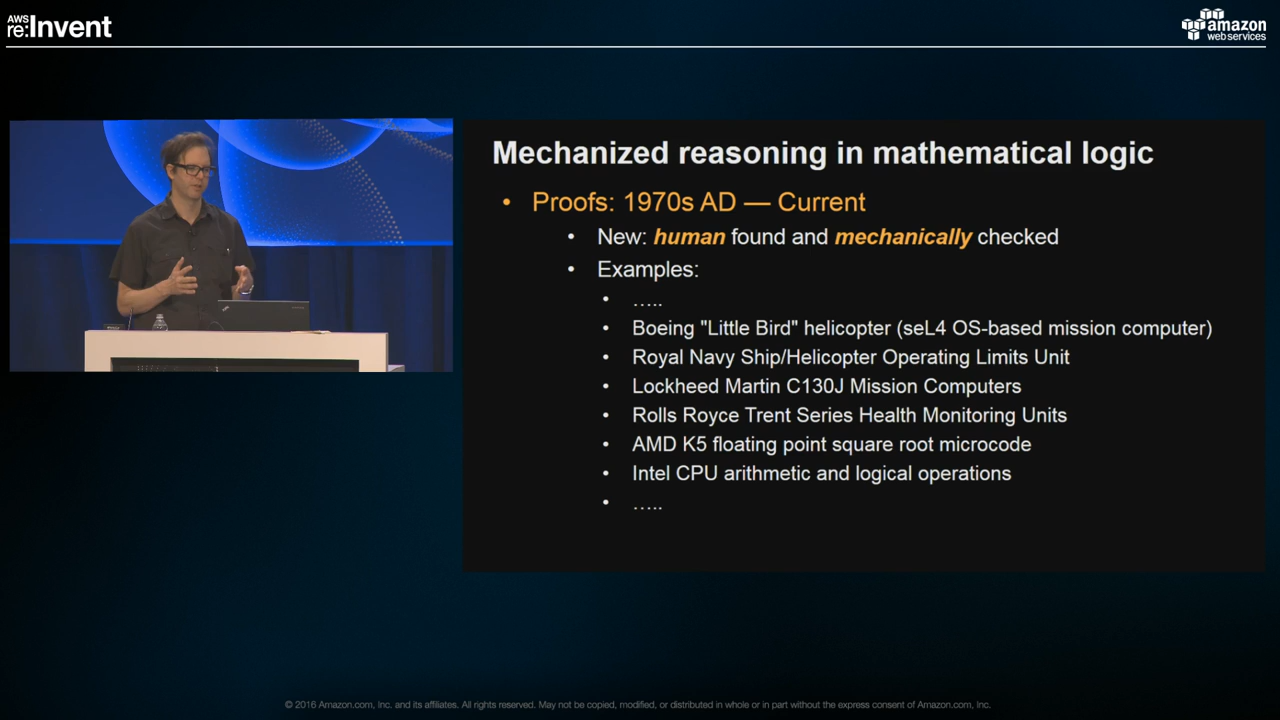 AWS
re:Invent
amazon
web services
Mechanized reasoning in mathematical logic
• Proofs: 1970s AD — Current
• New: human found and mechanically checked
• Examples:
• …..
• Boeing "Little Bird" helicopter (seL4 OS-based mission computer)
• Royal Navy Ship/Helicopter Operating Limits Unit
• Lockheed Martin C130J Mission Computers
• Rolls Royce Trent Series Health Monitoring Units
• AMD K5 floating point square root microcode
• Intel CPU arithmetic and logical operations
• …..
© 2016 Amazon.com, Inc. and its affiliates. All rights reserved. May not be copied, modified, or distributed in whole or in part without the express consent of Amazon.com, Inc.